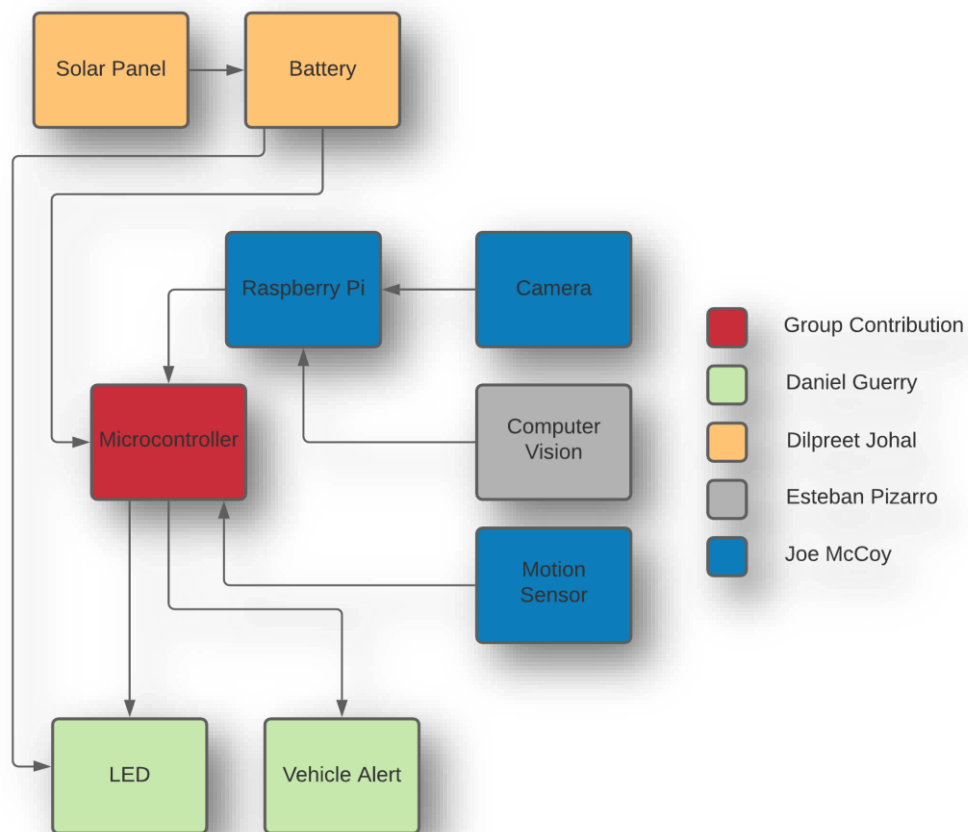 Solar Panel
Battery
Raspberry Pi
Camera
Microcontroller
Computer
Vision
Motion
Sensor
LED
Vehicle Alert
Group Contribution
Daniel Guerry
Dilpreet Johal
Esteban Pizarro
Joe McCoy